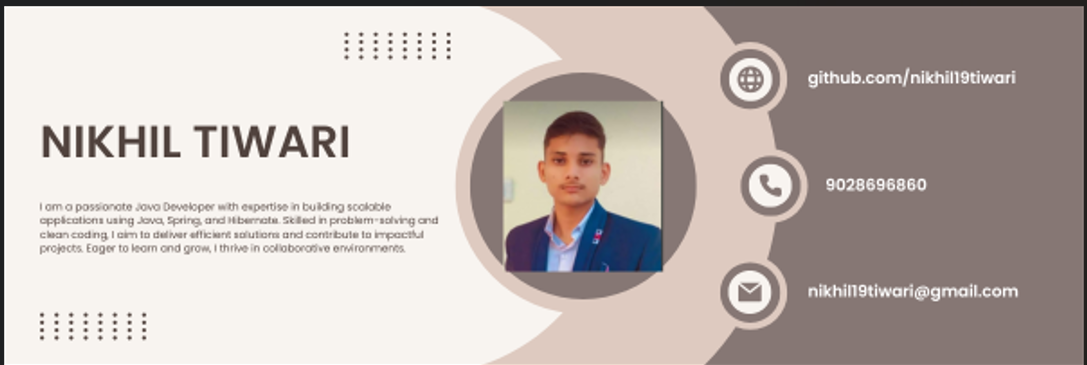 NIKHIL TIWARI
I am a passionate Java Developer with expertise in building scalable
applications using Java, Spring, and Hibernate. Skilled in problem-solving and
clean coding, I aim to deliver efficient solutions and contribute to impactful
projects. Eager to learn and grow, I thrive in collaborative environments.
github.com/nikhil19tiwari
9028696860
nikhil19tiwari@gmail.com